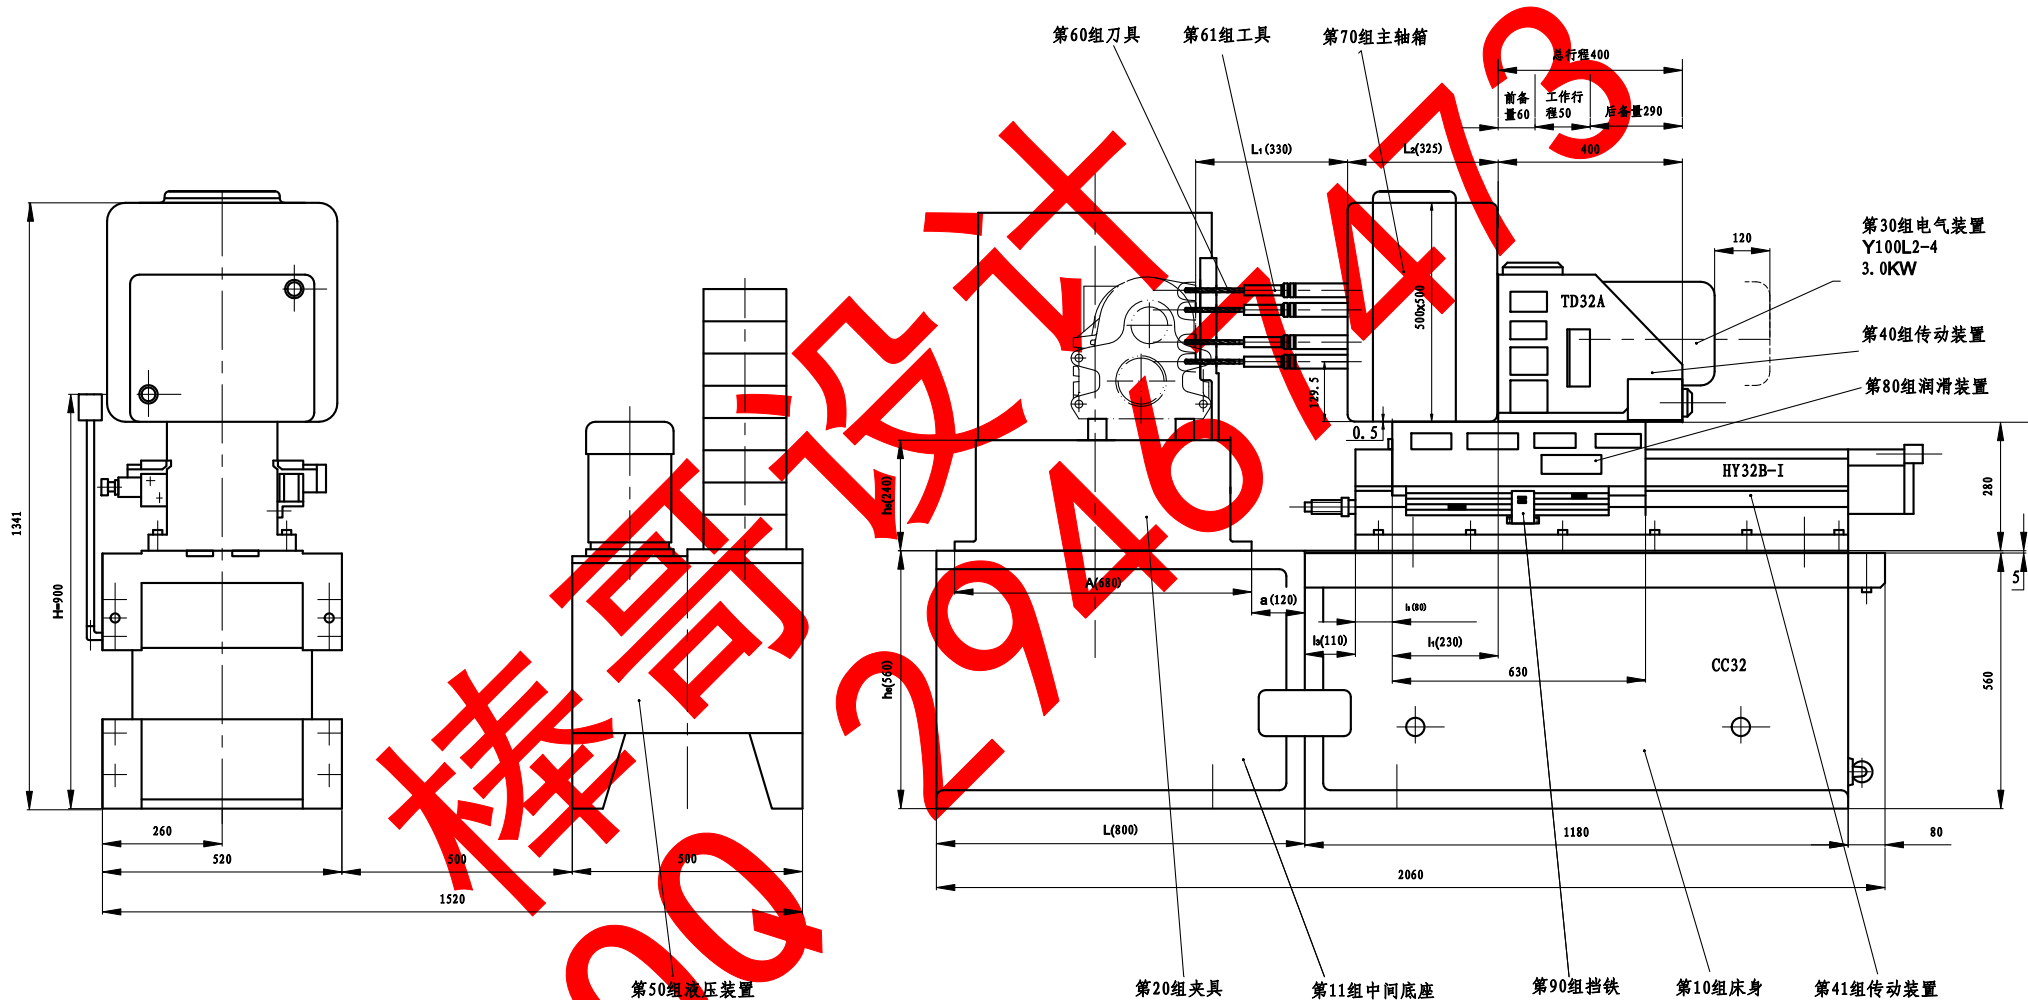 第60组刀具
第61组工具
第70组主轴箱
总行程400
前备
量60
工作行
程50
后备量290
L₁(330)
L₂(325)
400
第30组电气装置
Y100L2-4
3.0KW
120
TD32A
500x500
第40组传动装置
第80组润滑装置
129.5
0.5
HY32B-I
280
1341
H=900
h₅(240)
5
A(680)
a(120)
l₃(110)
l₁(230)
630
CC32
h₆(560)
560
260
520
500
500
1520
L(800)
1180
80
2060
第50组液压装置
第20组夹具
第11组中间底座
第90组挡铁
第10组床身
第41组传动装置
棒哥设计
QQ 29467473